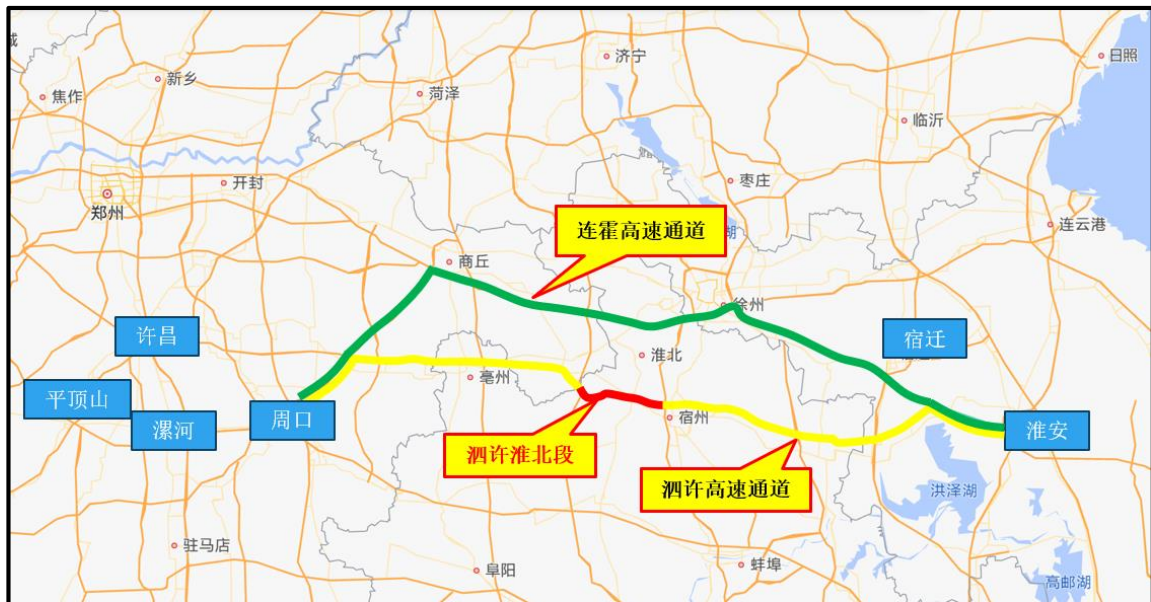 城
新乡
焦作
菏泽
济宁
日照
临沂
开封
郑州
枣庄
连霍高速通道
湖
连云港
商丘
徐州
许昌
宿迁
淮北
平顶山
亳州
周口
漯河
宿州
淮安
泗许淮北段
泗许高速通道
洪泽湖
驻马店
阜阳
蚌埠
高邮湖